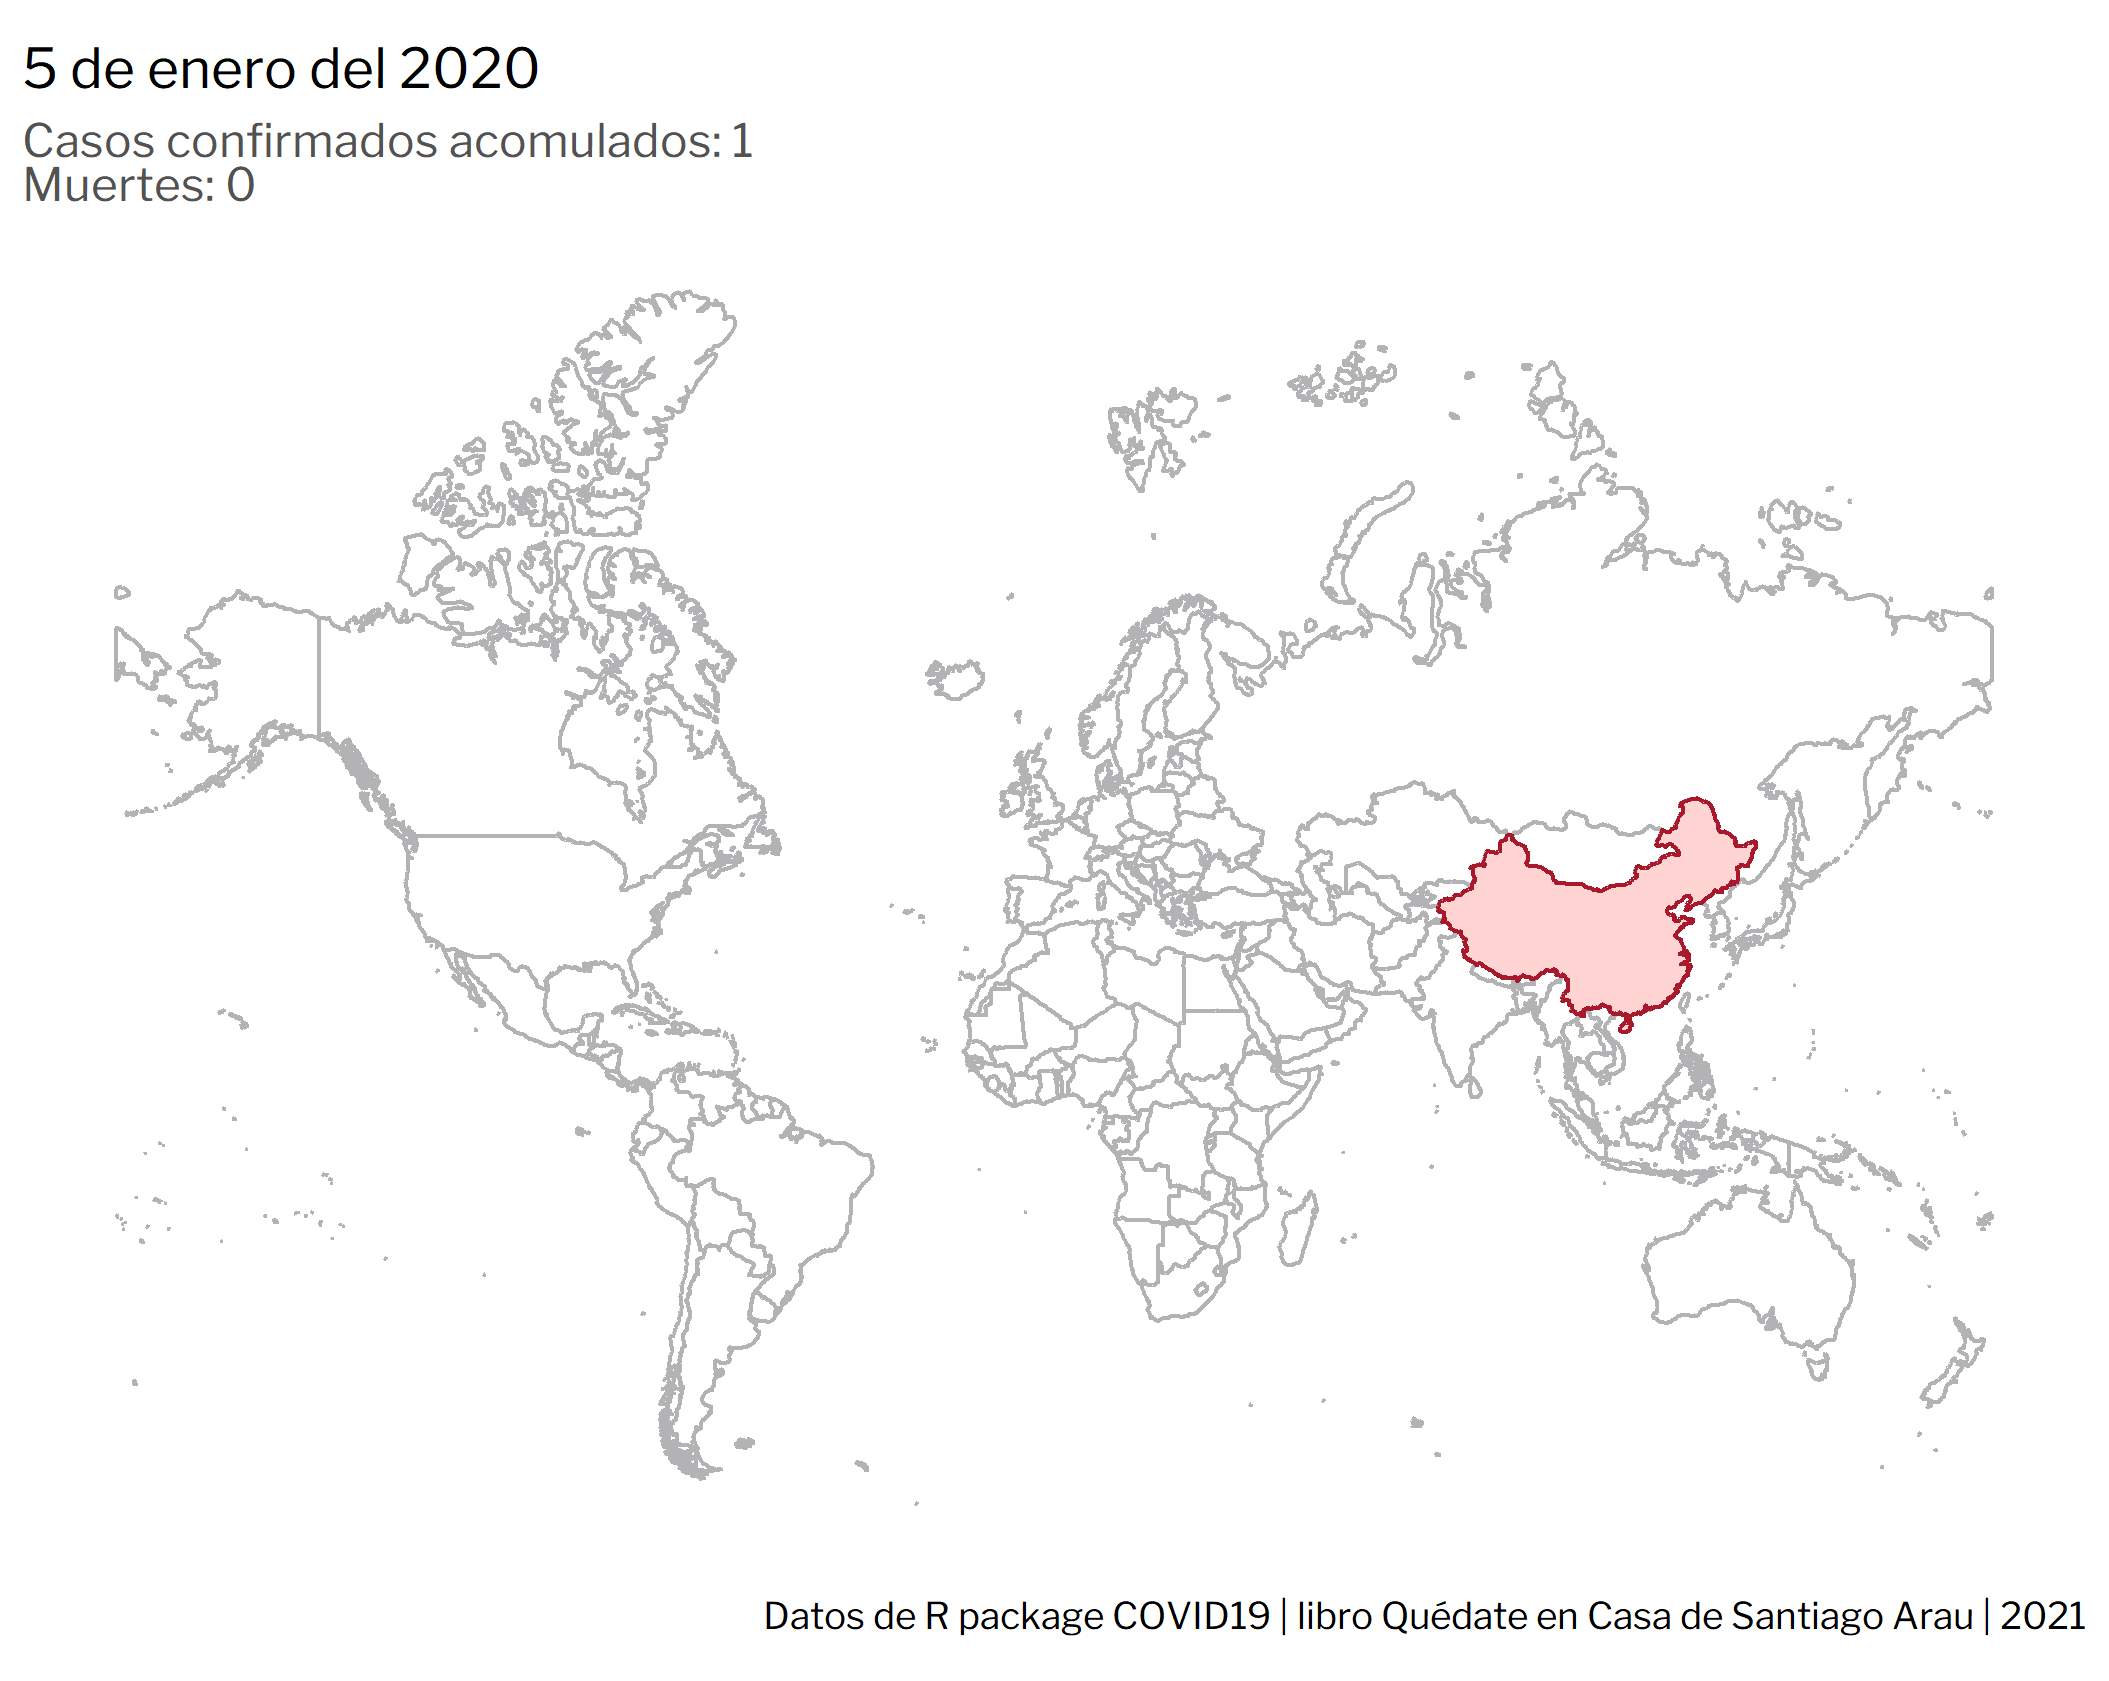 5 de enero del 2020
Casos confirmados acomulados: 1
Muertes: 0
Datos de R package COVID19 | libro Quédate en Casa de Santiago Arau | 2021